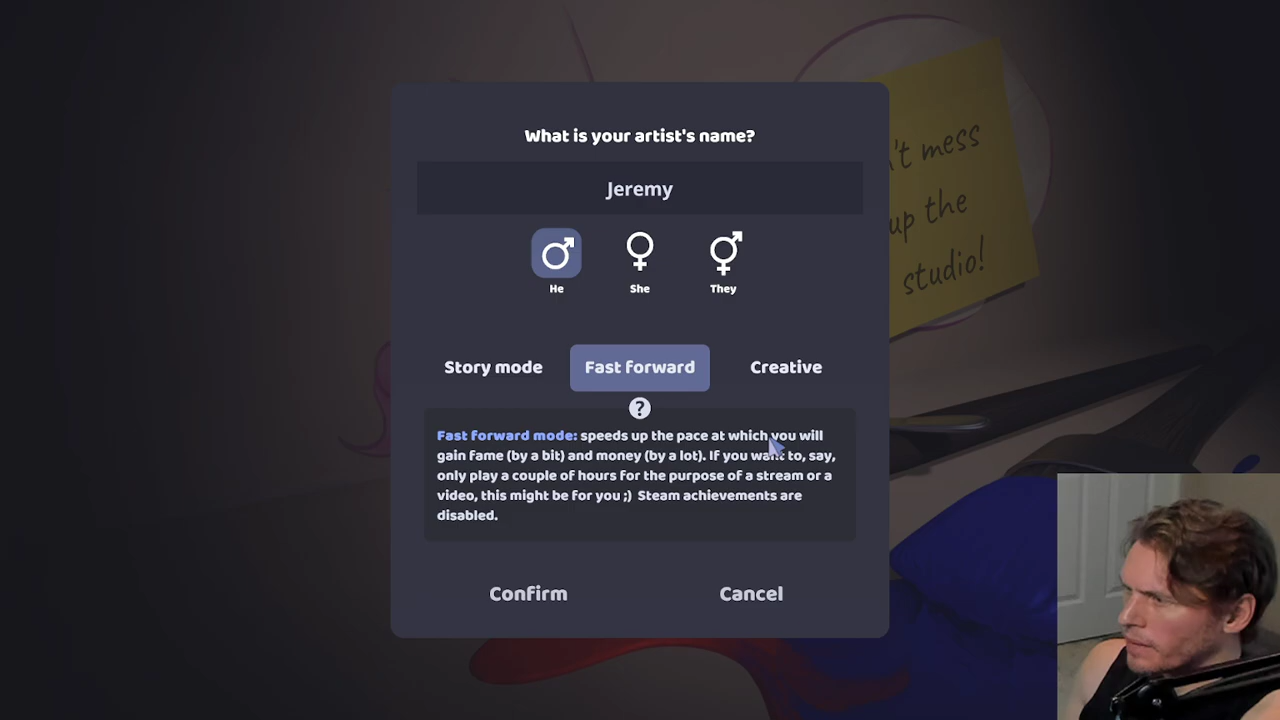 What is your artist's name?
Jeremy
He
She
They
Story mode
Fast forward
Creative
?
Fast forward mode: speeds up the pace at which you will
gain fame (by a bit) and money (by a lot). If you want to, say,
only play a couple of hours for the purpose of a stream or a
video, this might be for you ;) Steam achievements are
disabled.
Confirm
Cancel
't mess
up the
studio!